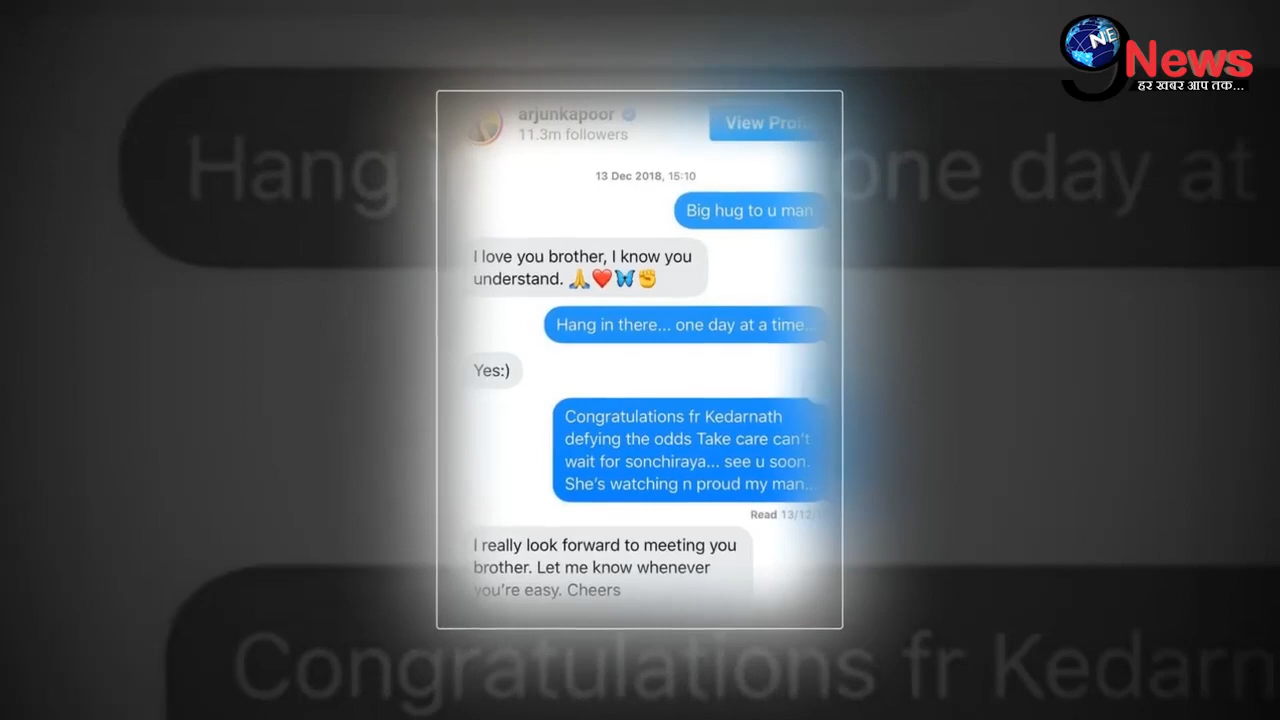 NE
9News
हर खबर आप तक...
arjunkapoor
11.3m followers
View
13 Dec 2018, 15:10
Big hug to u man
I love you brother, I know you
understand. 🙏❤️🦋✊
Hang in there... one day at a time...
Yes:)
Congratulations fr Kedarnath
defying the odds Take care can't
wait for sonchiraya... see u soon.
She's watching n proud my man...
Read 13/12/
I really look forward to meeting you
brother. Let me know whenever
you're easy. Cheers
Hang
one day at
Congratulations fr Kedarn